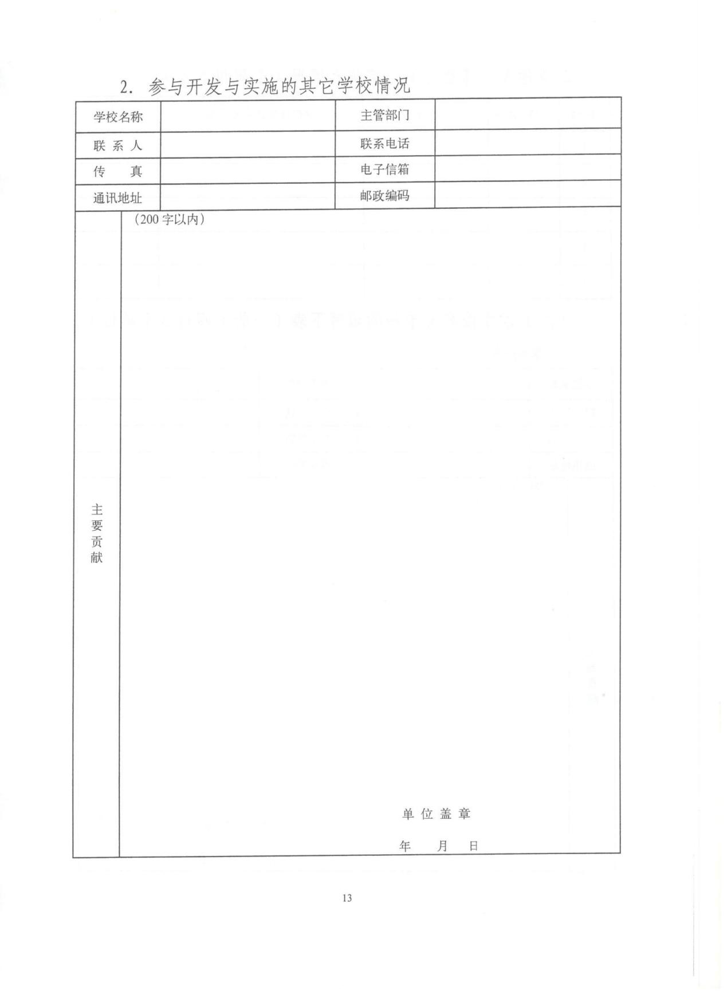 2. 参与开发与实施的其它学校情况
学校名称 主管部门
联 系 人 联系电话
传 真 电子信箱
通讯地址 邮政编码
（200 字以内）
主
要
贡
献
单 位 盖 章
年 月 日
13